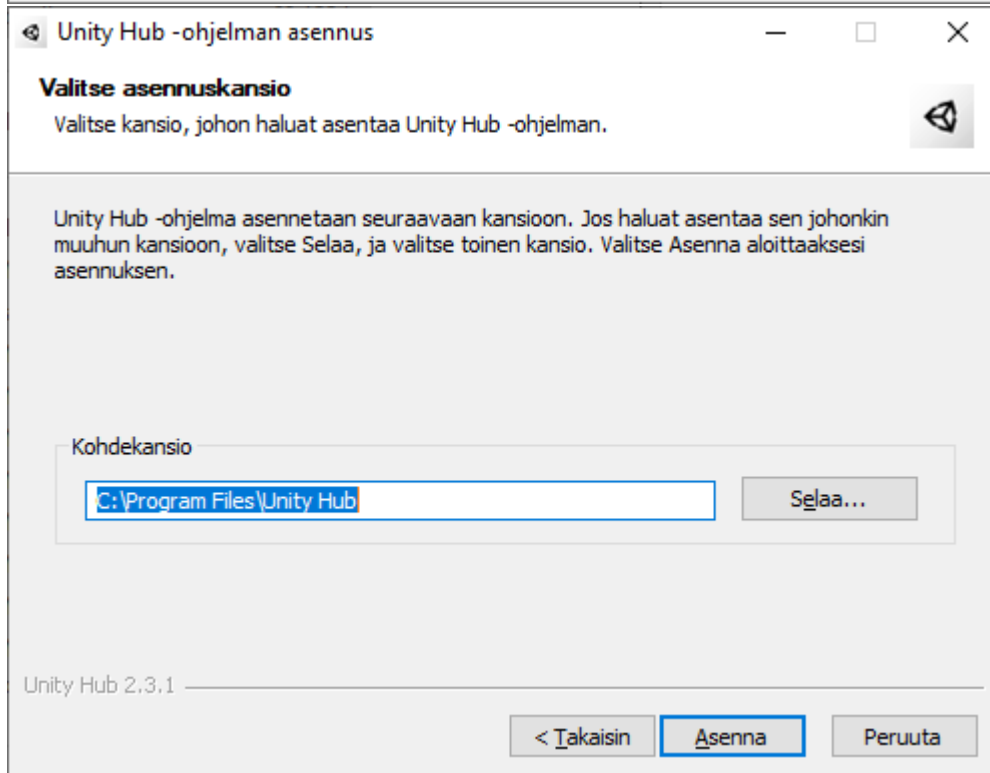 Unity Hub -ohjelman asennus
Valitse asennuskansio
Valitse kansio, johon haluat asentaa Unity Hub -ohjelman.
Unity Hub -ohjelma asennetaan seuraavaan kansioon. Jos haluat asentaa sen johonkin
muuhun kansioon, valitse Selaa, ja valitse toinen kansio. Valitse Asenna aloittaaksesi
asennuksen.
Kohdekansio
C:\Program Files\Unity Hub
Selaa...
Unity Hub 2.3.1
< Takaisin
Asenna
Peruuta